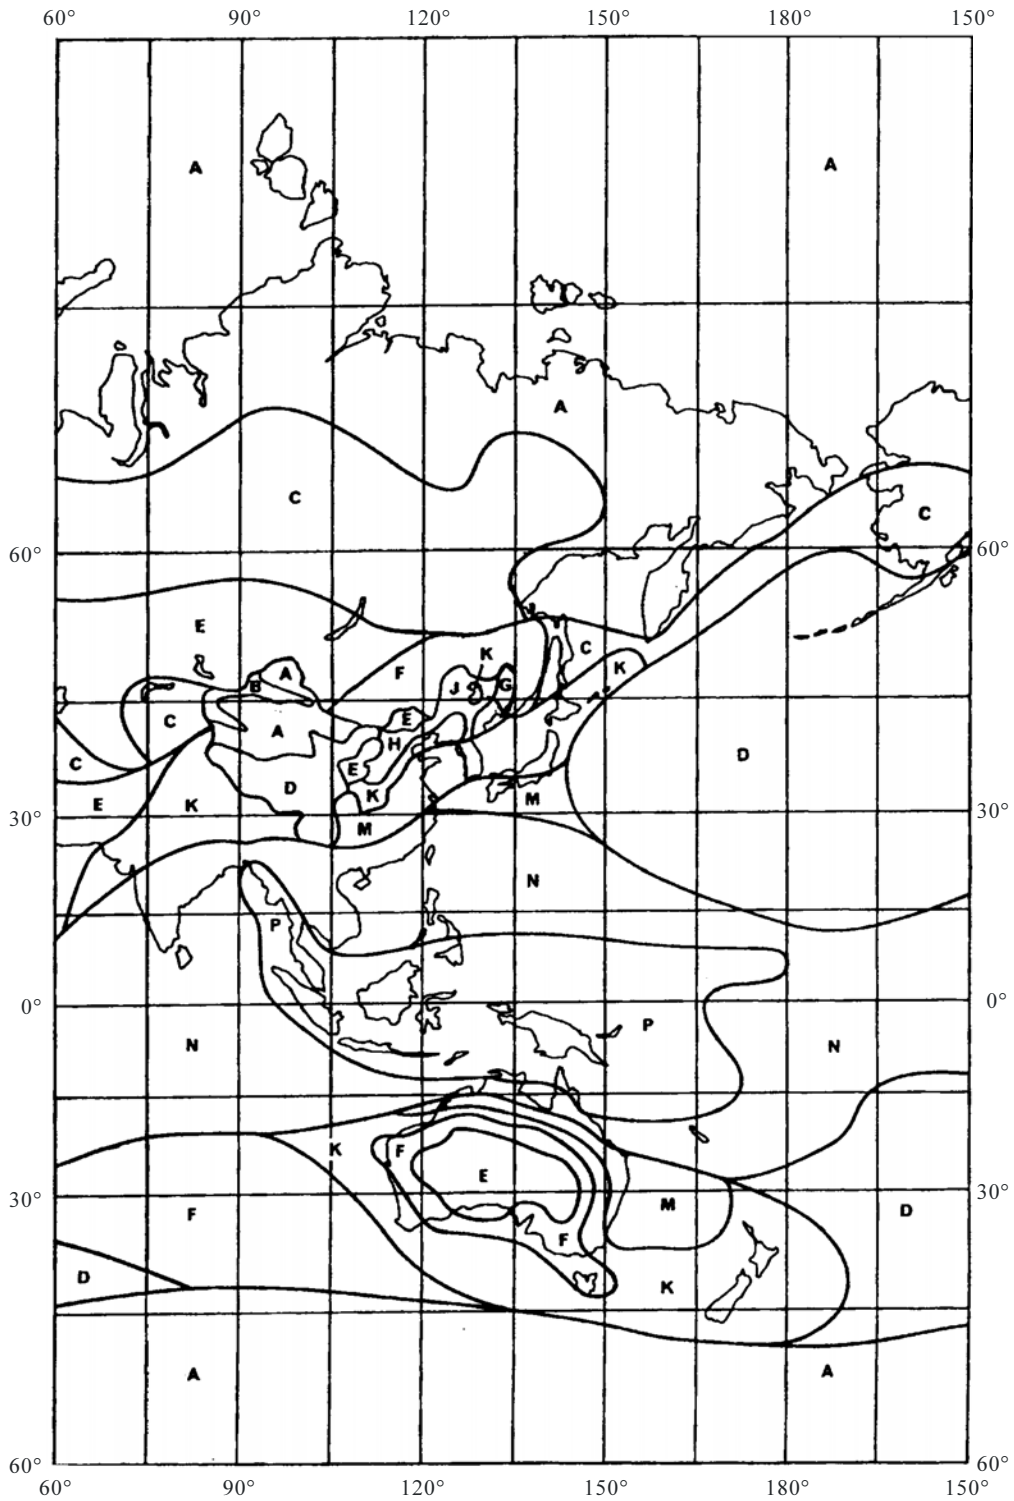 60° 90° 120° 150° 180° 150°
A A
A
C
C
60° 60°
E
K C
A F K
B J G
C E
A H D
C E
D K
E K M
30° M 30°
N
P
0° 0°
P
N N
K F
E
30° M 30°
F D
F
D K
A A
60° 60°
60° 90° 120° 150° 180° 150°